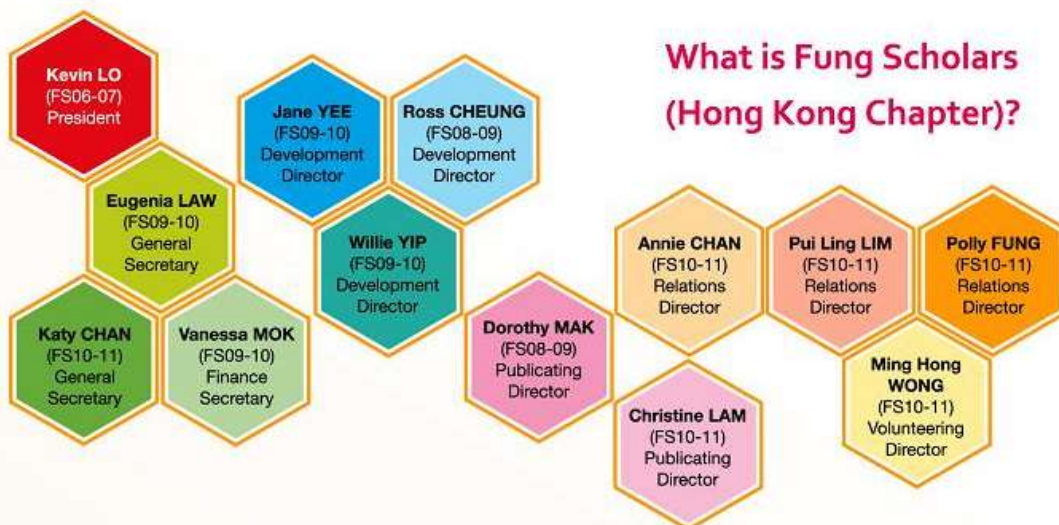 What is Fung Scholars
(Hong Kong Chapter)?
Kevin LO
(FS06-07)
President
Eugenia LAW
(FS09-10)
General
Secretary
Katy CHAN
(FS10-11)
General
Secretary
Vanessa MOK
(FS09-10)
Finance
Secretary
Jane YEE
(FS09-10)
Development
Director
Ross CHEUNG
(FS08-09)
Development
Director
Willie YIP
(FS09-10)
Development
Director
Dorothy MAK
(FS08-09)
Publicating
Director
Christine LAM
(FS10-11)
Publicating
Director
Annie CHAN
(FS10-11)
Relations
Director
Pui Ling LIM
(FS10-11)
Relations
Director
Polly FUNG
(FS10-11)
Relations
Director
Ming Hong
WONG
(FS10-11)
Volunteering
Director